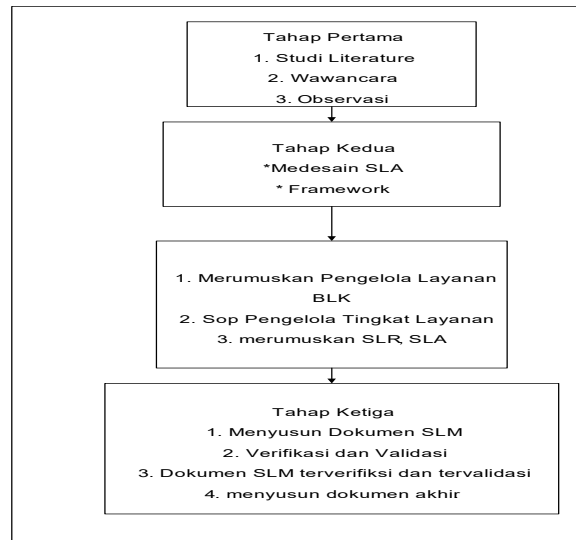 Tahap Pertama
1. Studi Literature
2. Wawancara
3. Observasi
Tahap Kedua
*Medesain SLA
* Framework
1. Merumuskan Pengelola Layanan
BLK
2. Sop Pengelola Tingkat Layanan
3. merumuskan SLR, SLA
Tahap Ketiga
1. Menyusun Dokumen SLM
2. Verifikasi dan Validasi
3. Dokumen SLM terverifiksi dan tervalidasi
4. menyusun dokumen akhir